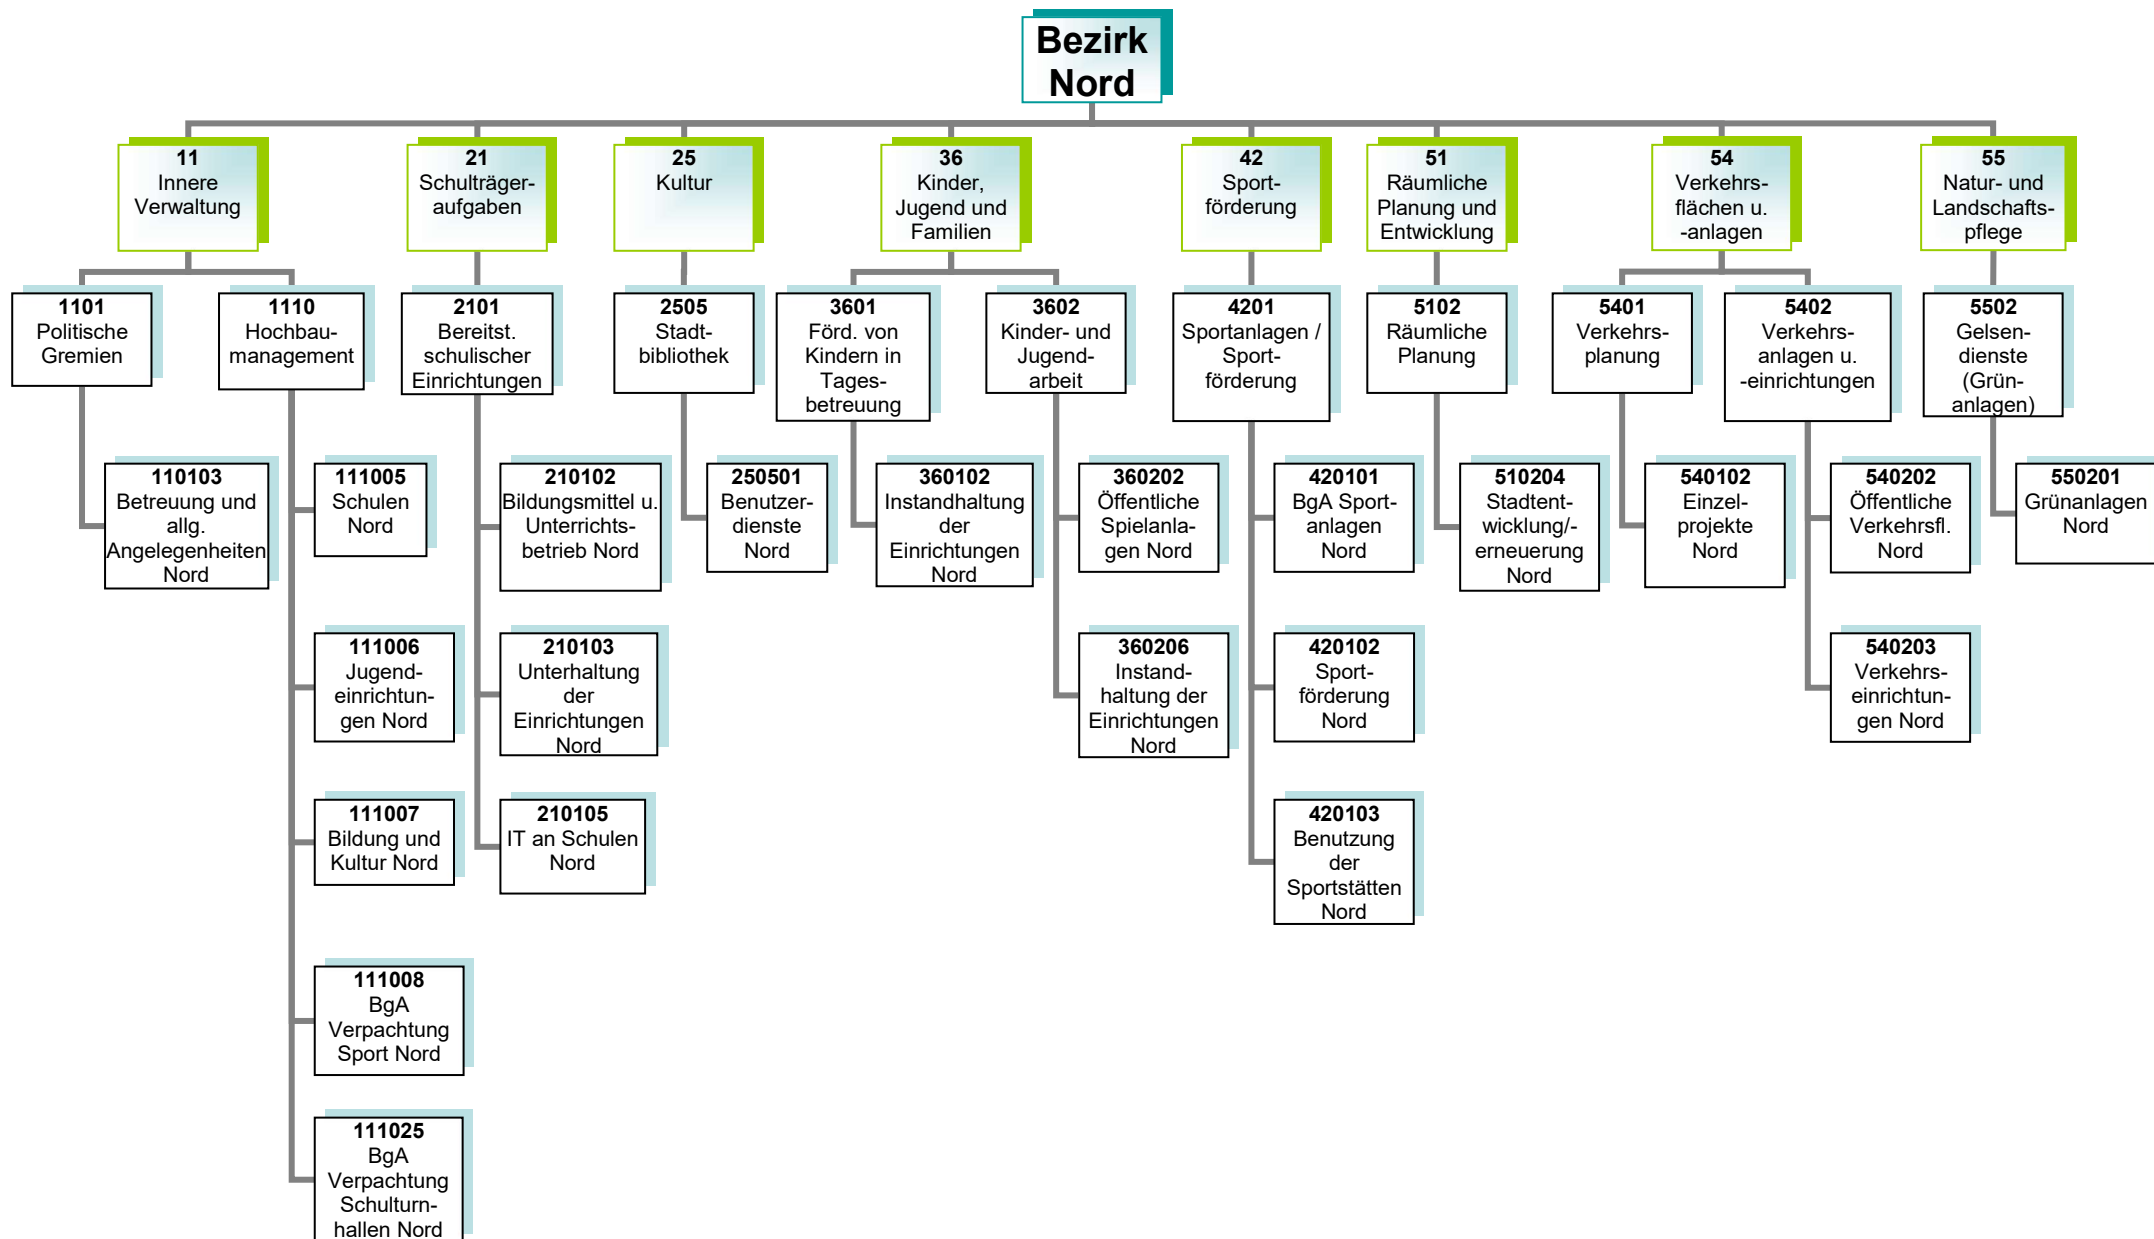 Bezirk
Nord
11
Innere
Verwaltung
21
Schulträger-
aufgaben
25
Kultur
36
Kinder,
Jugend und
Familien
42
Sport-
förderung
51
Räumliche
Planung und
Entwicklung
54
Verkehrs-
flächen u.
-anlagen
55
Natur- und
Landschafts-
pflege
1101
Politische
Gremien
1110
Hochbau-
management
2101
Bereitst.
schulischer
Einrichtungen
2505
Stadt-
bibliothek
3601
Förd. von
Kindern in
Tages-
betreuung
3602
Kinder- und
Jugend-
arbeit
4201
Sportanlagen /
Sport-
förderung
5102
Räumliche
Planung
5401
Verkehrs-
planung
5402
Verkehrs-
anlagen u.
-einrichtungen
5502
Gelsen-
dienste
(Grün-
anlagen)
110103
Betreuung und
allg.
Angelegenheiten
Nord
111005
Schulen
Nord
210102
Bildungsmittel u.
Unterrichts-
betrieb Nord
250501
Benutzer-
dienste
Nord
360102
Instandhaltung
der
Einrichtungen
Nord
360202
Öffentliche
Spielanla-
gen Nord
420101
BgA Sport-
anlagen
Nord
510204
Stadtent-
wicklung/-
erneuerung
Nord
540102
Einzel-
projekte
Nord
540202
Öffentliche
Verkehrsfl.
Nord
550201
Grünanlagen
Nord
111006
Jugend-
einrichtun-
gen Nord
210103
Unterhaltung
der
Einrichtungen
Nord
360206
Instand-
haltung der
Einrichtungen
Nord
420102
Sport-
förderung
Nord
540203
Verkehrs-
einrichtun-
gen Nord
111007
Bildung und
Kultur Nord
210105
IT an Schulen
Nord
420103
Benutzung
der
Sportstätten
Nord
111008
BgA
Verpachtung
Sport Nord
111025
BgA
Verpachtung
Schulturn-
hallen Nord